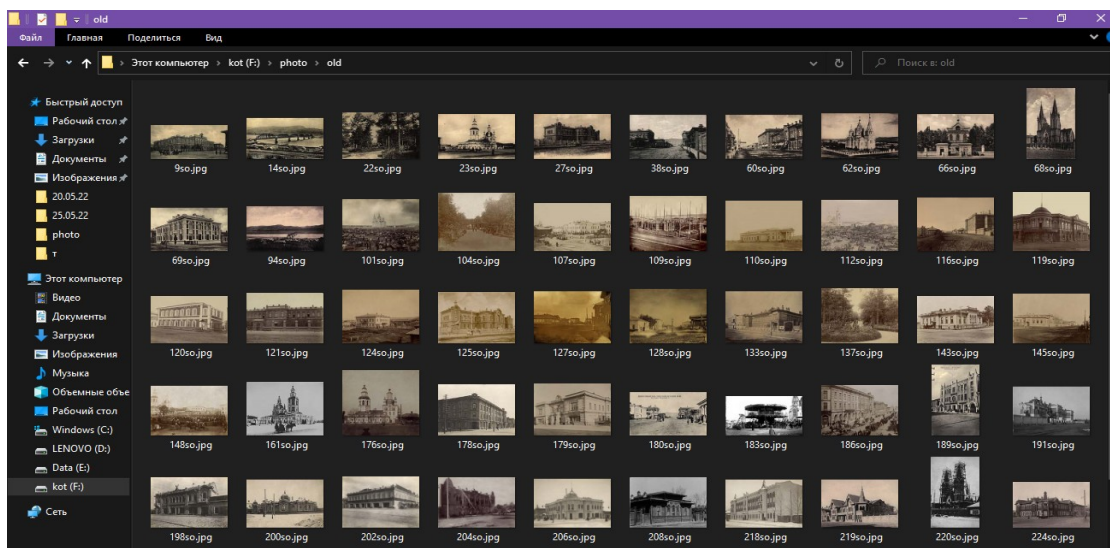 old
Файл Главная Поделиться Вид
Этот компьютер › kot (F:) › photo › old
Поиск в: old
Быстрый доступ
Рабочий стол
Загрузки
Документы
Изображения
20.05.22
25.05.22
photo
т
Этот компьютер
Видео
Документы
Загрузки
Изображения
Музыка
Объемные объе
Рабочий стол
Windows (C:)
LENOVO (D:)
Data (E:)
kot (F:)
Сеть
9so.jpg 14so.jpg 22so.jpg 23so.jpg 27so.jpg 38so.jpg 60so.jpg 62so.jpg 66so.jpg 68so.jpg
69so.jpg 94so.jpg 101so.jpg 104so.jpg 107so.jpg 109so.jpg 110so.jpg 112so.jpg 116so.jpg 119so.jpg
120so.jpg 121so.jpg 124so.jpg 125so.jpg 127so.jpg 128so.jpg 133so.jpg 137so.jpg 143so.jpg 145so.jpg
148so.jpg 161so.jpg 176so.jpg 178so.jpg 179so.jpg 180so.jpg 183so.jpg 186so.jpg 189so.jpg 191so.jpg
198so.jpg 200so.jpg 202so.jpg 204so.jpg 206so.jpg 208so.jpg 218so.jpg 219so.jpg 220so.jpg 224so.jpg